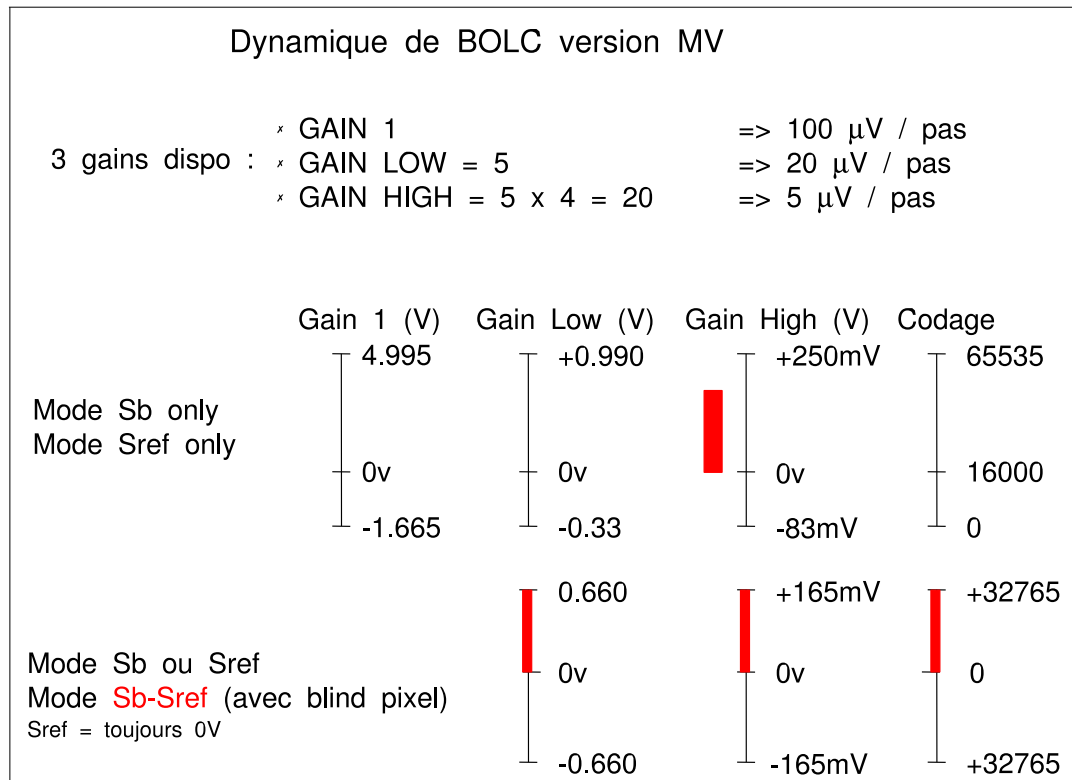 Dynamique de BOLC version MV
3 gains dispo :
× GAIN 1 => 100 μV / pas
× GAIN LOW = 5 => 20 μV / pas
× GAIN HIGH = 5 x 4 = 20 => 5 μV / pas
Gain 1 (V) Gain Low (V) Gain High (V) Codage
4.995 +0.990 +250mV 65535
Mode Sb only
Mode Sref only
0v 0v 0v 16000
-1.665 -0.33 -83mV 0
0.660 +165mV +32765
Mode Sb ou Sref
0v 0v 0
Mode Sb-Sref (avec blind pixel)
Sref = toujours 0V
-0.660 -165mV +32765